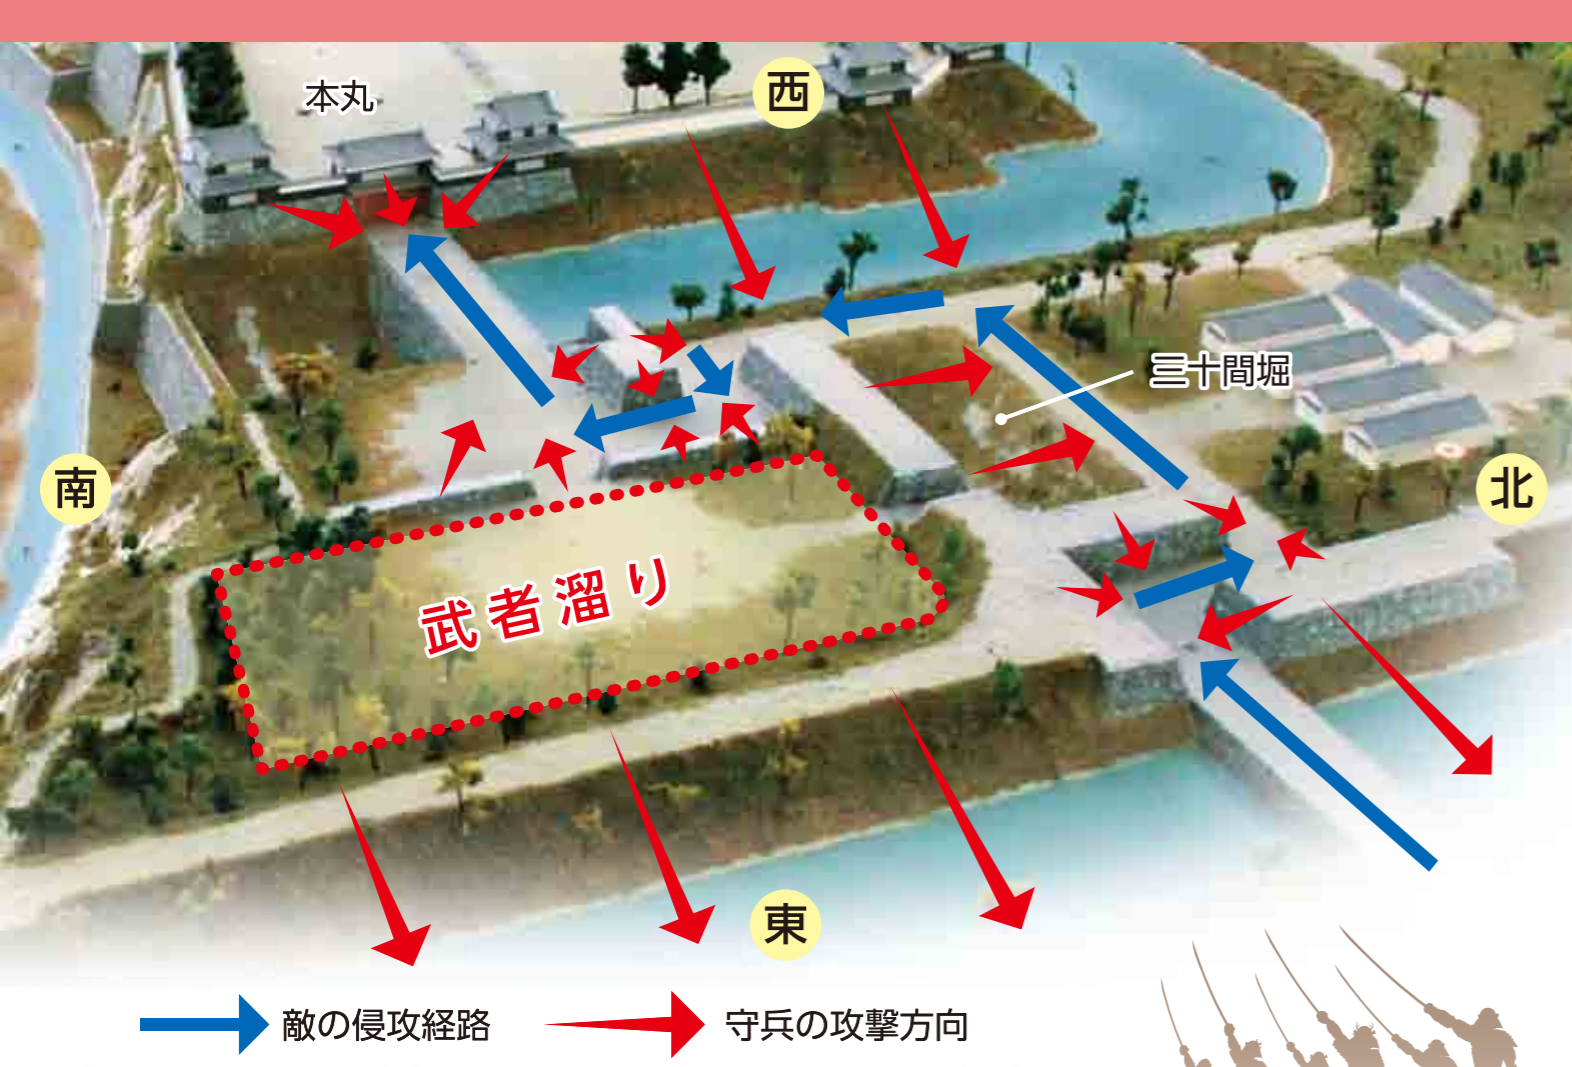 本丸
西
三十間堀
南
北
武者溜り
東
敵の侵攻経路
守兵の攻撃方向